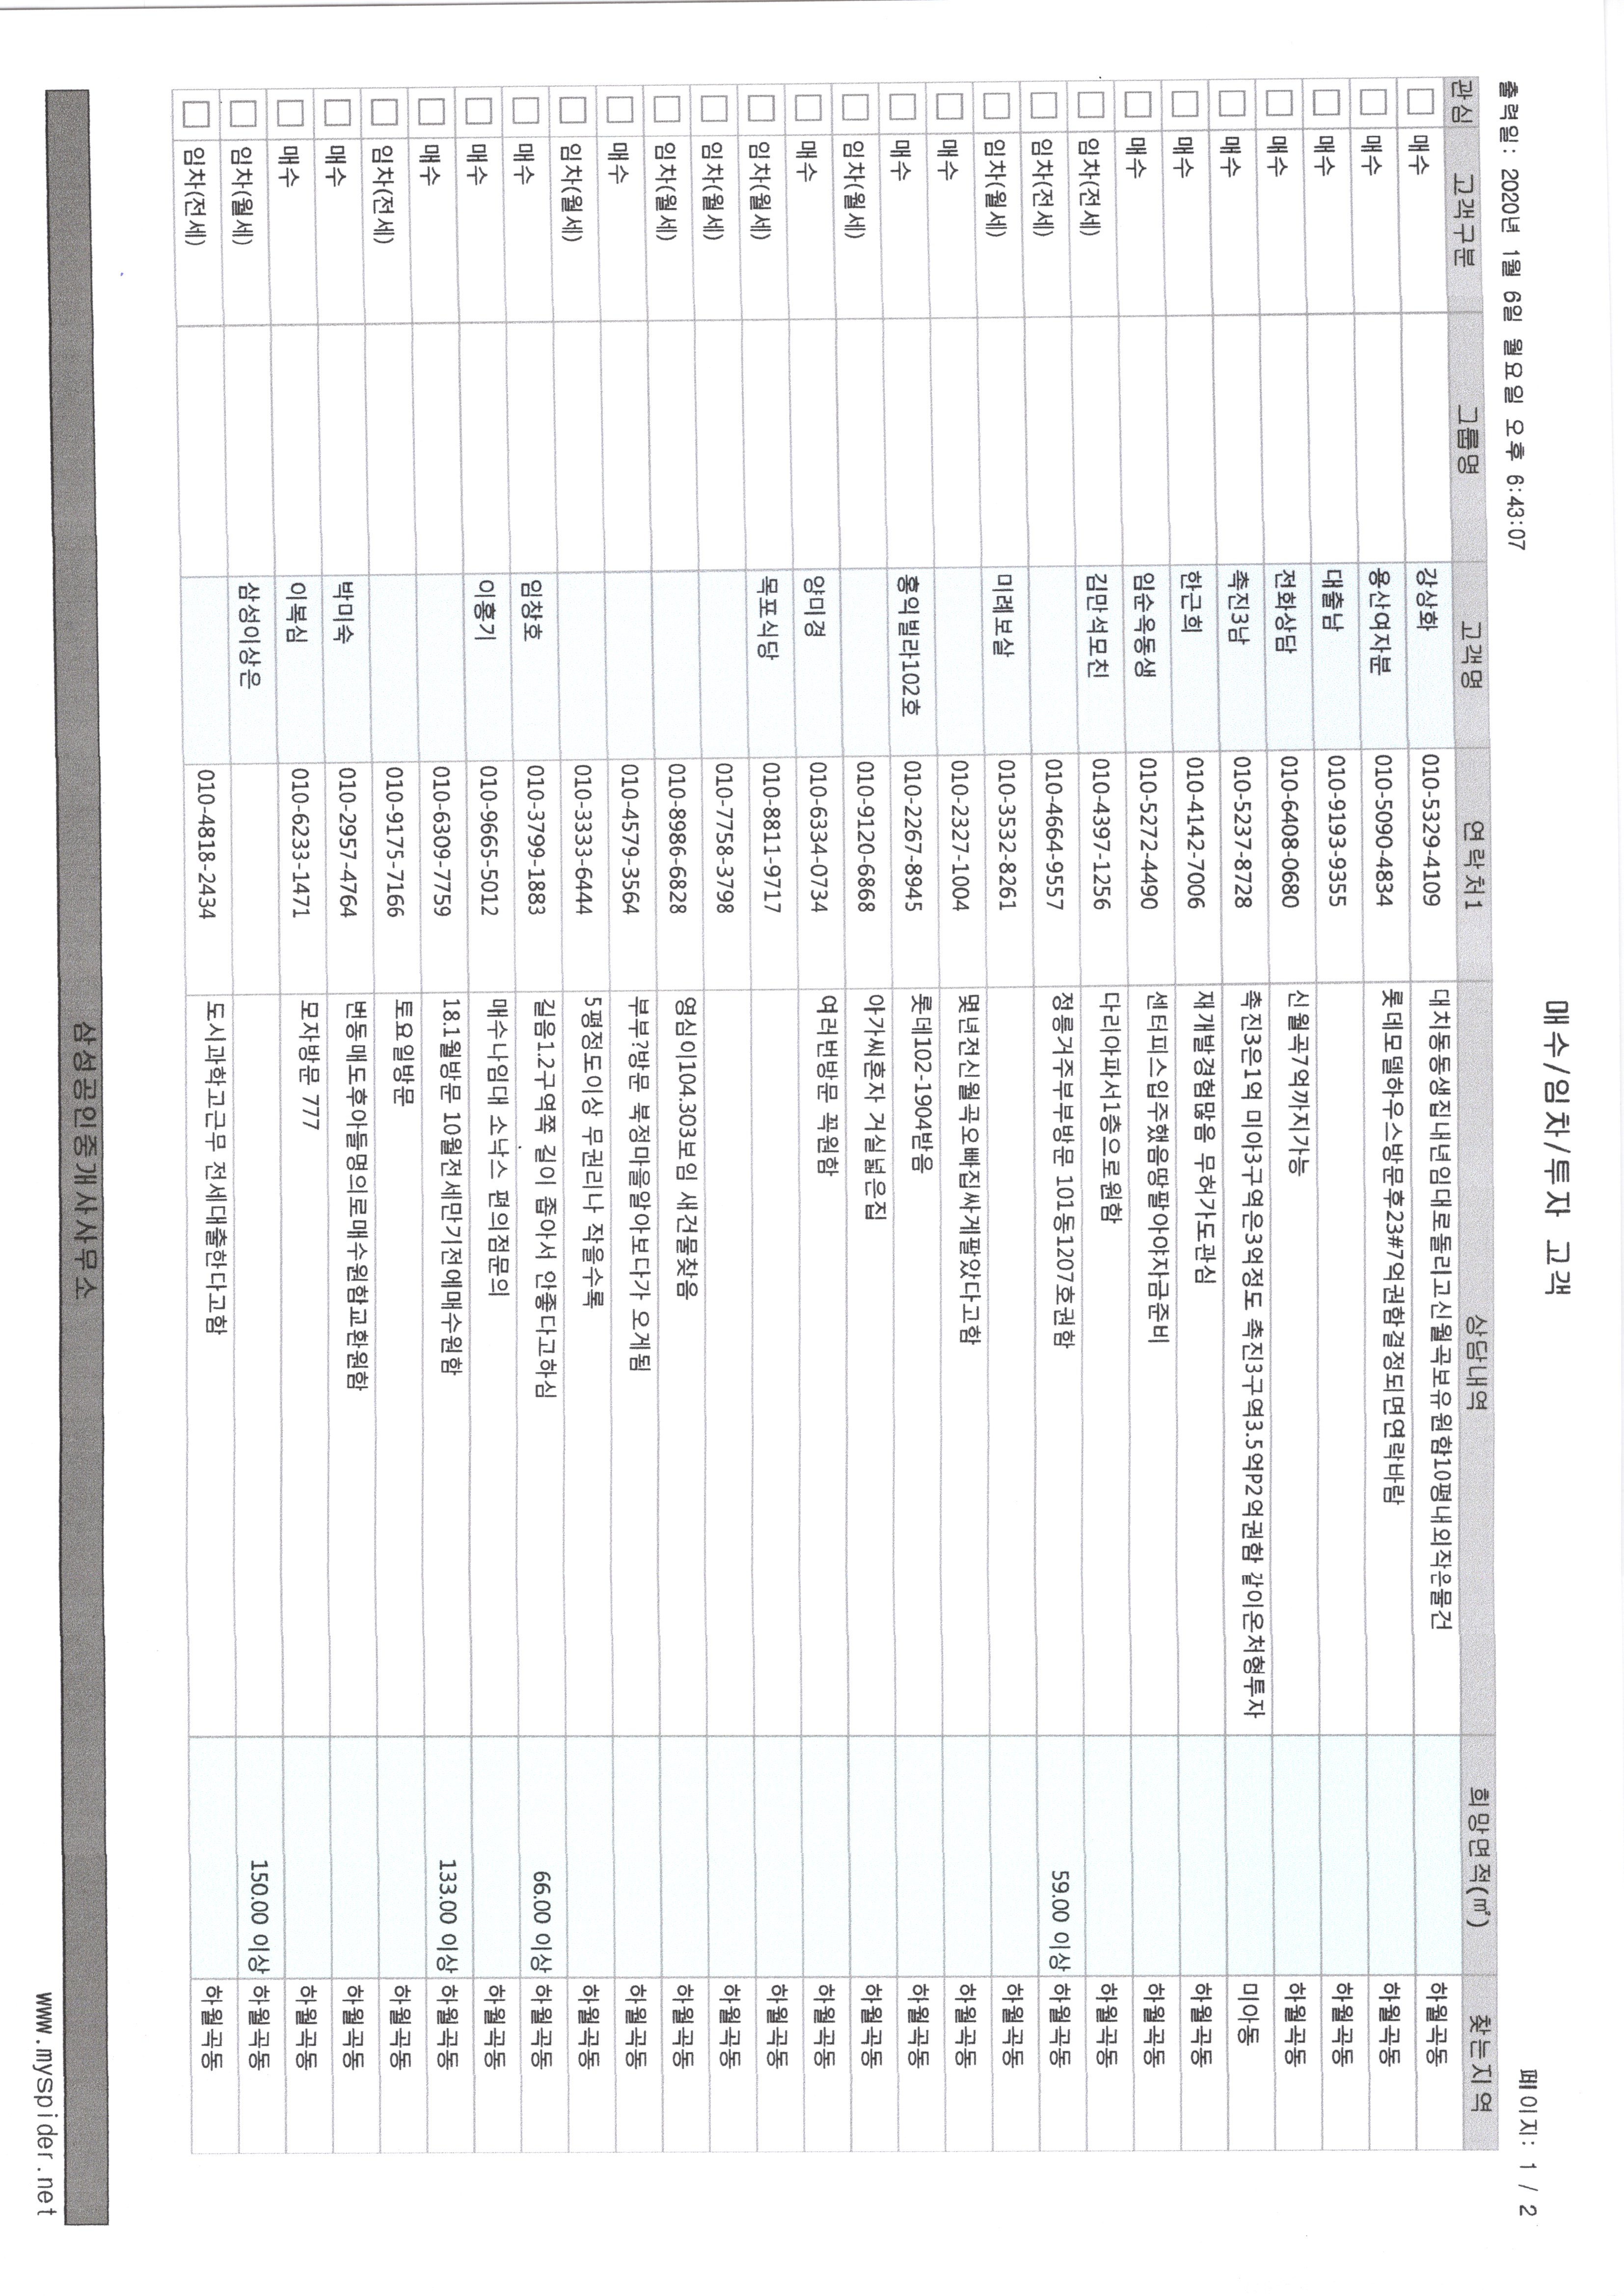 매수/임차/투자 고객
출력일: 2020년 1월 6일 월요일 오후 6:43:07
페이지: 1 / 2
관심 고객구분 그룹명 고객명 연락처1 상담내역 희망면적(㎡) 찾는지역
매수 강상화 010-5329-4109 대치동동생집내년임대로돌리고신월곡보유원함10평내외작은물건 하월곡동
매수 용산여자분 010-5090-4834 롯데모델하우스방문후23#7억권함결정되면연락바람 하월곡동
매수 대출남 010-9193-9355 하월곡동
매수 전화상담 010-6408-0680 신월곡7억까지가능 하월곡동
매수 촉진3남 010-5237-8728 촉진3은1억 미아3구역은3억정도 촉진3구역3.5억P2억권함 같이온처형투자 미아동
매수 한근희 010-4142-7006 재개발경험많음 무허가도관심 하월곡동
매수 임순옥동생 010-5272-4490 센터피스입주했음땅팔아야자금준비 하월곡동
임차(전세) 김만석모친 010-4397-1256 다리아파서1층으로원함 하월곡동
임차(전세) 010-4664-9557 정릉거주부부방문 101동1207호권함 59.00 이상 하월곡동
임차(월세) 미례보살 010-3532-8261 하월곡동
매수 010-2327-1004 몇년전신월곡오빠집싸게팔았다고함 하월곡동
매수 홍익빌라102호 010-2267-8945 롯데102-1904받음 하월곡동
임차(월세) 010-9120-6868 아가씨혼자 거실넓은집 하월곡동
매수 양미경 010-6334-0734 여러번방문 꼭원함 하월곡동
임차(월세) 목포식당 010-8811-9717 하월곡동
임차(월세) 010-7758-3798 하월곡동
임차(월세) 010-8986-6828 영심이104.303보임 새건물찾음 하월곡동
매수 010-4579-3564 부부?방문 북정마을알아보다가 오게됨 하월곡동
임차(월세) 010-3333-6444 5평정도이상 무권리나 작을수록 하월곡동
매수 임창호 010-3799-1883 길음1.2구역쪽 길이 좁아서 안좋다고하심 66.00 이상 하월곡동
매수 이홍기 010-9665-5012 매수나임대 소낙스 편의점문의 하월곡동
매수 010-6309-7759 18.1월방문 10월전세만기전에매수원함 133.00 이상 하월곡동
임차(전세) 010-9175-7166 토요일방문 하월곡동
매수 박미숙 010-2957-4764 번동매도후아들명의로매수원함교환원함 하월곡동
매수 이복심 010-6233-1471 모자방문 777 하월곡동
임차(월세) 삼성이상은 150.00 이상 하월곡동
임차(전세) 010-4818-2434 도시과학고근무 전세대출한다고함 하월곡동
삼성공인중개사사무소
www.myspider.net